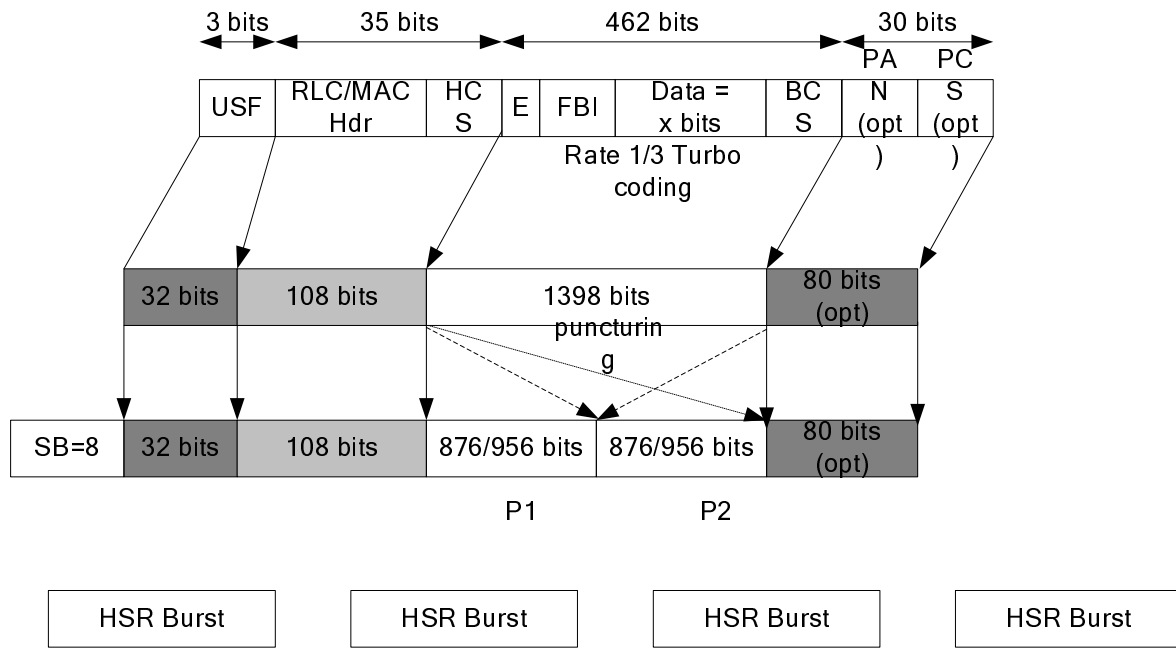 3 bits 35 bits 462 bits 30 bits
USF
RLC/MAC
Hdr
HC
S
E
FBI
Data =
x bits
BC
S
PA
N
(opt
)
PC
S
(opt
)
Rate 1/3 Turbo
coding
32 bits
108 bits
1398 bits
80 bits
(opt)
puncturin
g
SB=8
32 bits
108 bits
876/956 bits
876/956 bits
80 bits
(opt)
P1
P2
HSR Burst
HSR Burst
HSR Burst
HSR Burst